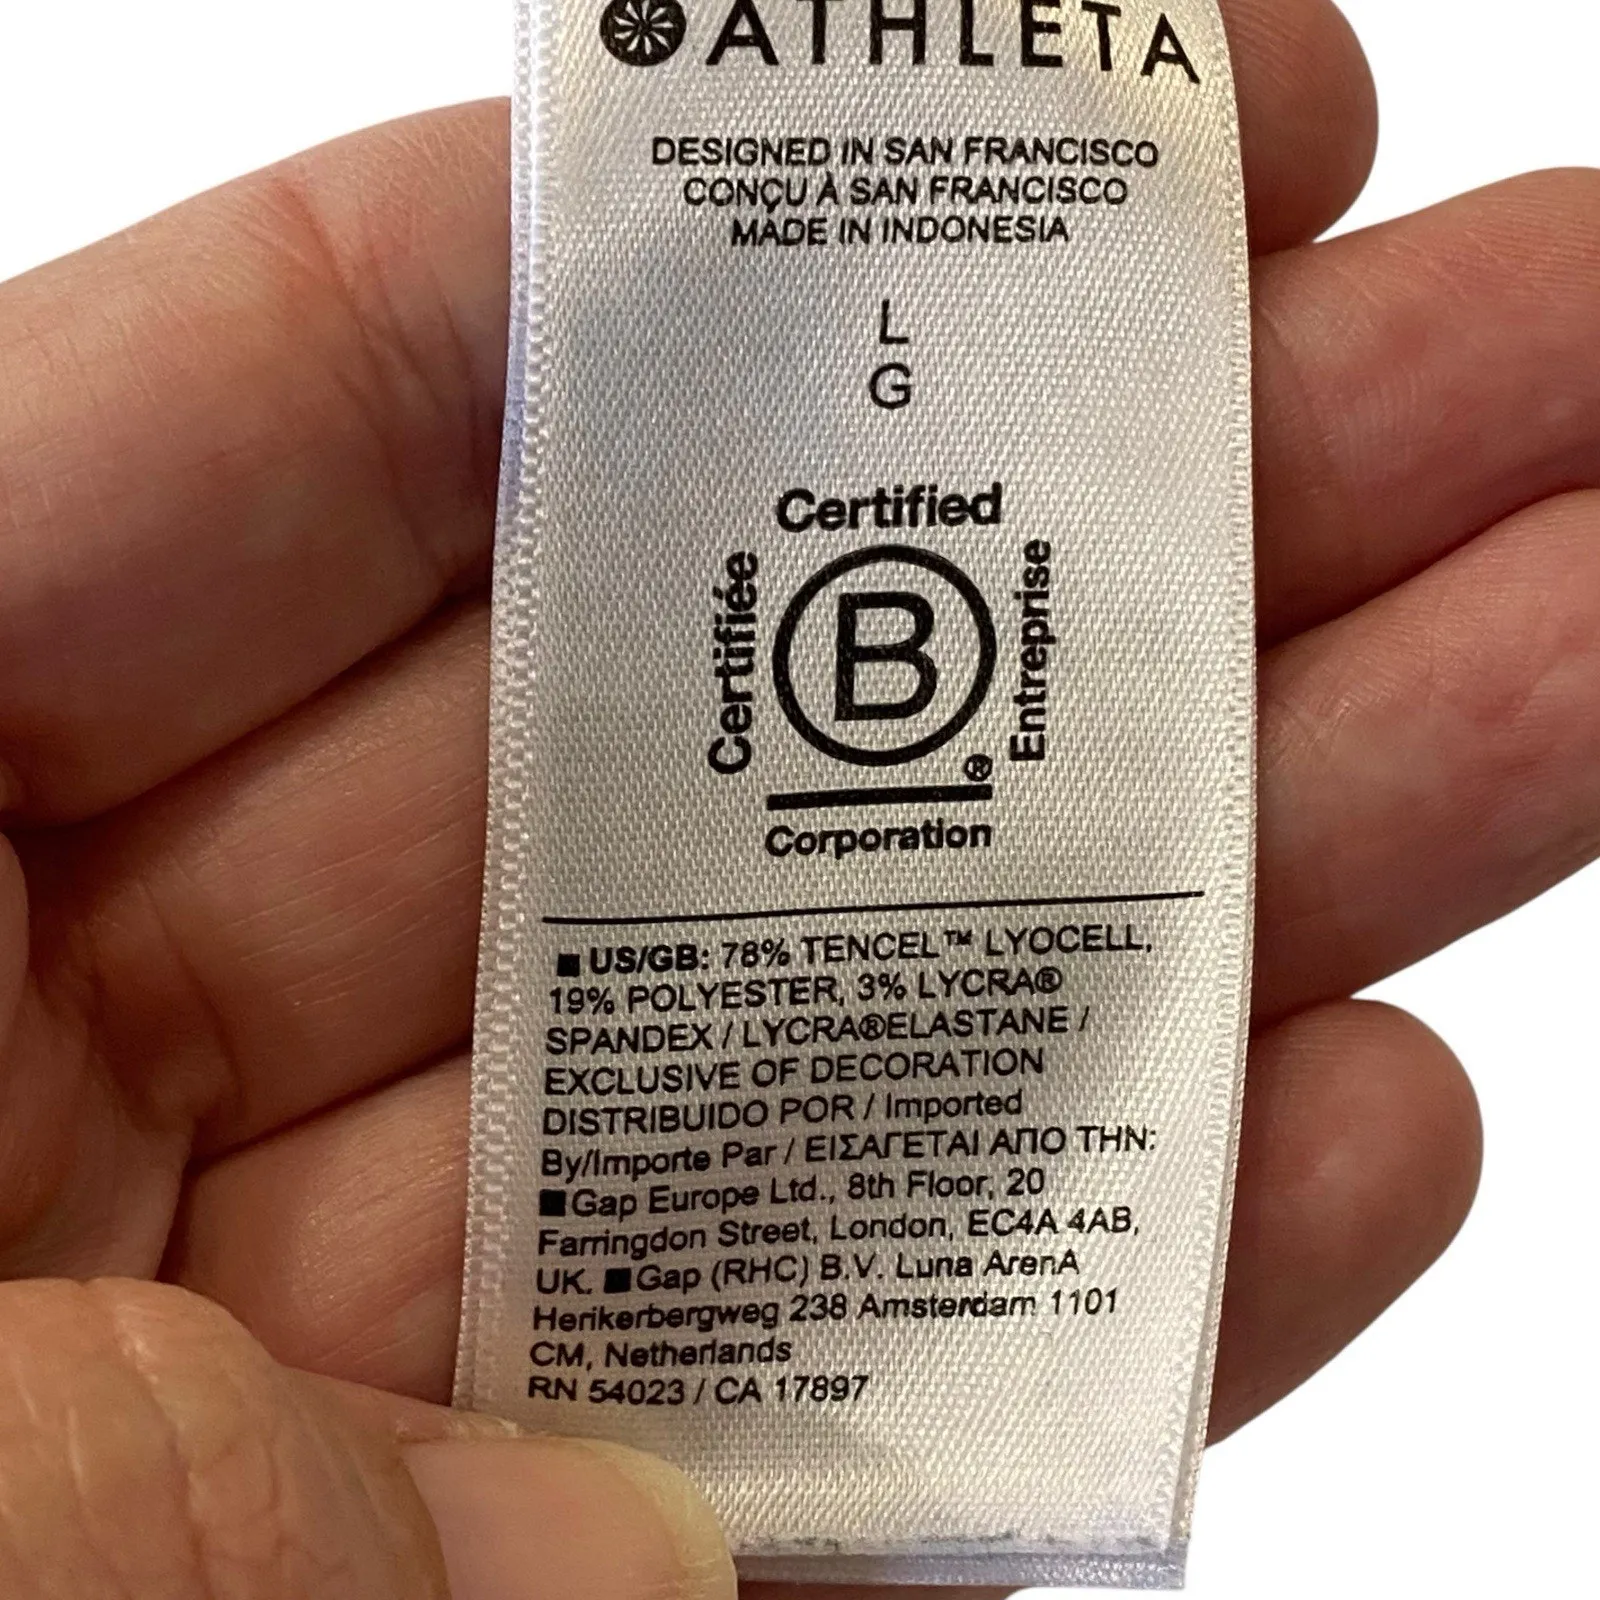 ATHLETA
DESIGNED IN SAN FRANCISCO
CONÇU À SAN FRANCISCO
MADE IN INDONESIA
L
G
Certified
Certifiée
B
Entreprise
®
Corporation
■ US/GB: 78% TENCEL™ LYOCELL,
19% POLYESTER, 3% LYCRA®
SPANDEX / LYCRA®ELASTANE /
EXCLUSIVE OF DECORATION
DISTRIBUIDO POR / Imported
By/Importe Par / ΕΙΣΑΓΕΤΑΙ ΑΠΟ ΤΗΝ:
■Gap Europe Ltd., 8th Floor, 20
Farringdon Street, London, EC4A 4AB,
UK. ■Gap (RHC) B.V. Luna ArenA
Herikerbergweg 238 Amsterdam 1101
CM, Netherlands
RN 54023 / CA 17897